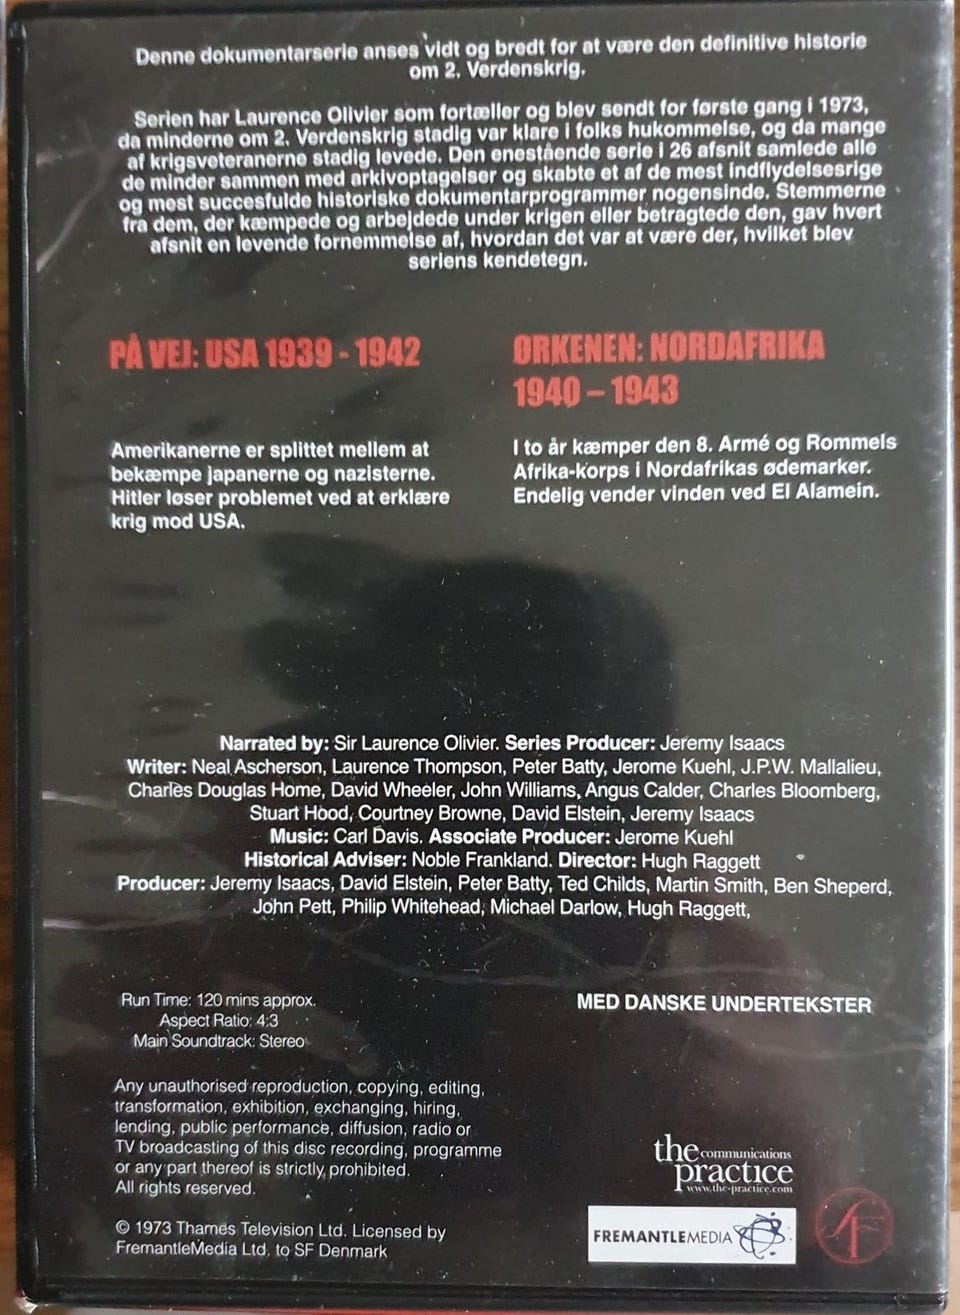 Denne dokumentarserie anses vidt og bredt for at være den definitive historie
om 2. Verdenskrig.
Serien har Laurence Olivier som fortæller og blev sendt for første gang i 1973,
da minderne om 2. Verdenskrig stadig var klare i folks hukommelse, og da mange
af krigsveteranerne stadig levede. Den enestående serie i 26 afsnit samlede alle
de minder sammen med arkivoptagelser og skabte et af de mest indflydelsesrige
og mest succesfulde historiske dokumentarprogrammer nogensinde. Stemmerne
fra dem, der kæmpede og arbejdede under krigen eller betragtede den, gav hvert
afsnit en levende fornemmelse af, hvordan det var at være der, hvilket blev
seriens kendetegn.
PÅ VEJ: USA 1939 - 1942
Amerikanerne er splittet mellem at
bekæmpe japanerne og nazisterne.
Hitler løser problemet ved at erklære
krig mod USA.
ØRKENEN: NORDAFRIKA
1940 – 1943
I to år kæmper den 8. Armé og Rommels
Afrika-korps i Nordafrikas ødemarker.
Endelig vender vinden ved El Alamein.
Narrated by: Sir Laurence Olivier. Series Producer: Jeremy Isaacs
Writer: Neal Ascherson, Laurence Thompson, Peter Batty, Jerome Kuehl, J.P.W. Mallalieu,
Charles Douglas Home, David Wheeler, John Williams, Angus Calder, Charles Bloomberg,
Stuart Hood, Courtney Browne, David Elstein, Jeremy Isaacs
Music: Carl Davis. Associate Producer: Jerome Kuehl
Historical Adviser: Noble Frankland. Director: Hugh Raggett
Producer: Jeremy Isaacs, David Elstein, Peter Batty, Ted Childs, Martin Smith, Ben Sheperd,
John Pett, Philip Whitehead, Michael Darlow, Hugh Raggett,
Run Time: 120 mins approx.
Aspect Ratio: 4:3
Main Soundtrack: Stereo
MED DANSKE UNDERTEKSTER
Any unauthorised reproduction, copying, editing,
transformation, exhibition, exchanging, hiring,
lending, public performance, diffusion, radio or
TV broadcasting of this disc recording, programme
or any part thereof is strictly prohibited.
All rights reserved.
© 1973 Thames Television Ltd. Licensed by
FremantleMedia Ltd. to SF Denmark
the communications
practice
www.the-practice.com
FREMANTLEMEDIA
SF